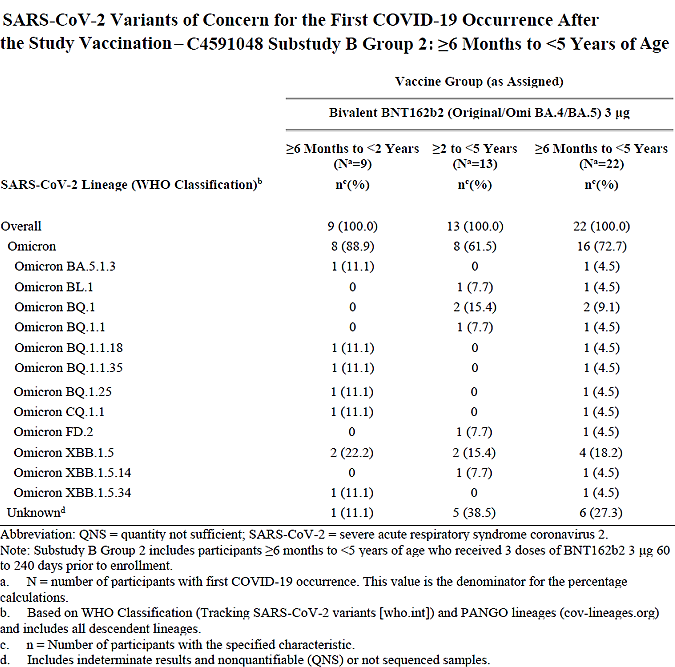 SARS-CoV-2 Variants of Concern for the First COVID-19 Occurrence After
the Study Vaccination – C4591048 Substudy B Group 2: ≥6 Months to <5 Years of Age
Vaccine Group (as Assigned)
Bivalent BNT162b2 (Original/Omi BA.4/BA.5) 3 μg
≥6 Months to <2 Years ≥2 to <5 Years ≥6 Months to <5 Years
(Nª=9) (Nª=13) (Nª=22)
SARS-CoV-2 Lineage (WHO Classification)ᵇ nᶜ(%) nᶜ(%) nᶜ(%)
Overall 9 (100.0) 13 (100.0) 22 (100.0)
Omicron 8 (88.9) 8 (61.5) 16 (72.7)
Omicron BA.5.1.3 1 (11.1) 0 1 (4.5)
Omicron BL.1 0 1 (7.7) 1 (4.5)
Omicron BQ.1 0 2 (15.4) 2 (9.1)
Omicron BQ.1.1 0 1 (7.7) 1 (4.5)
Omicron BQ.1.1.18 1 (11.1) 0 1 (4.5)
Omicron BQ.1.1.35 1 (11.1) 0 1 (4.5)
Omicron BQ.1.25 1 (11.1) 0 1 (4.5)
Omicron CQ.1.1 1 (11.1) 0 1 (4.5)
Omicron FD.2 0 1 (7.7) 1 (4.5)
Omicron XBB.1.5 2 (22.2) 2 (15.4) 4 (18.2)
Omicron XBB.1.5.14 0 1 (7.7) 1 (4.5)
Omicron XBB.1.5.34 1 (11.1) 0 1 (4.5)
Unknownᵈ 1 (11.1) 5 (38.5) 6 (27.3)
Abbreviation: QNS = quantity not sufficient; SARS-CoV-2 = severe acute respiratory syndrome coronavirus 2.
Note: Substudy B Group 2 includes participants ≥6 months to <5 years of age who received 3 doses of BNT162b2 3 μg 60
to 240 days prior to enrollment.
a. N = number of participants with first COVID-19 occurrence. This value is the denominator for the percentage
calculations.
b. Based on WHO Classification (Tracking SARS-CoV-2 variants [who.int]) and PANGO lineages (cov-lineages.org)
and includes all descendent lineages.
c. n = Number of participants with the specified characteristic.
d. Includes indeterminate results and nonquantifiable (QNS) or not sequenced samples.